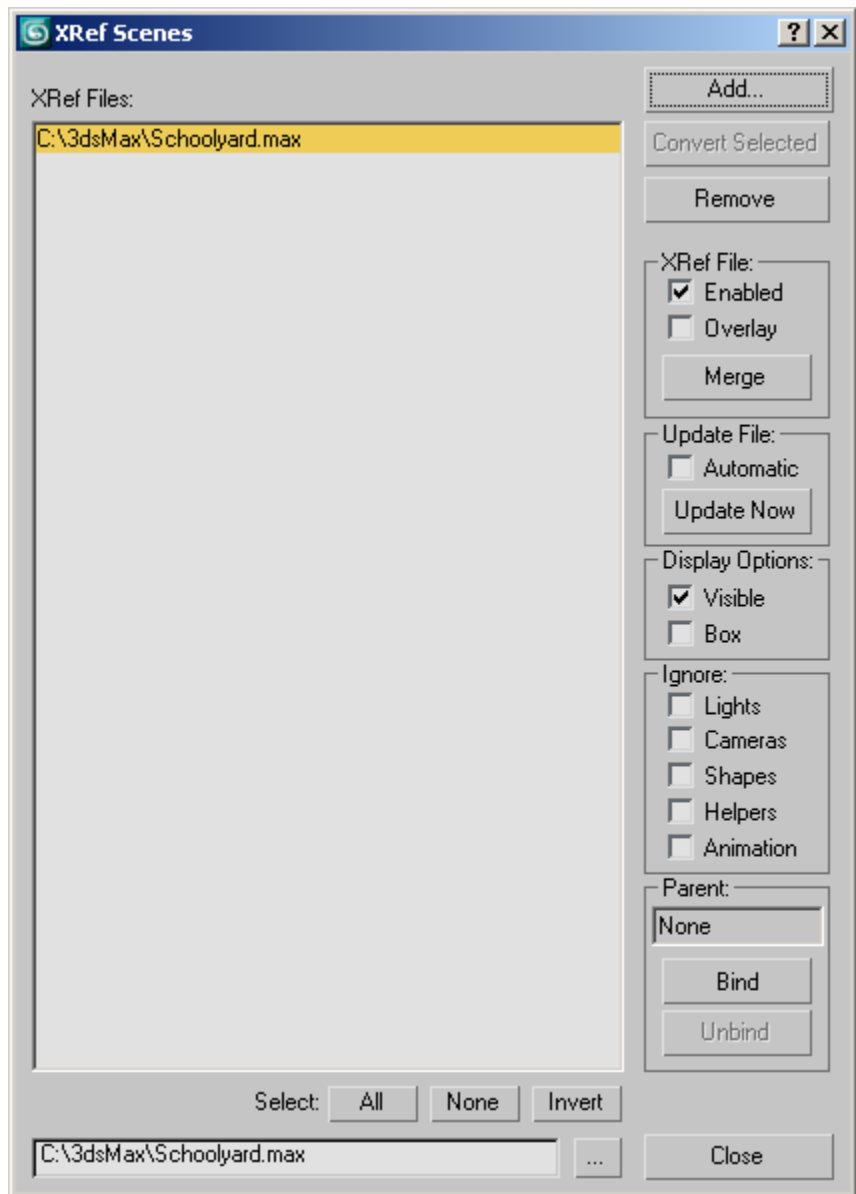 XRef Scenes
XRef Files:
C:\3dsMax\Schoolyard.max
Add...
Convert Selected
Remove
XRef File:
Enabled
Overlay
Merge
Update File:
Automatic
Update Now
Display Options:
Visible
Box
Ignore:
Lights
Cameras
Shapes
Helpers
Animation
Parent:
None
Bind
Unbind
Select: All None Invert
C:\3dsMax\Schoolyard.max ... Close